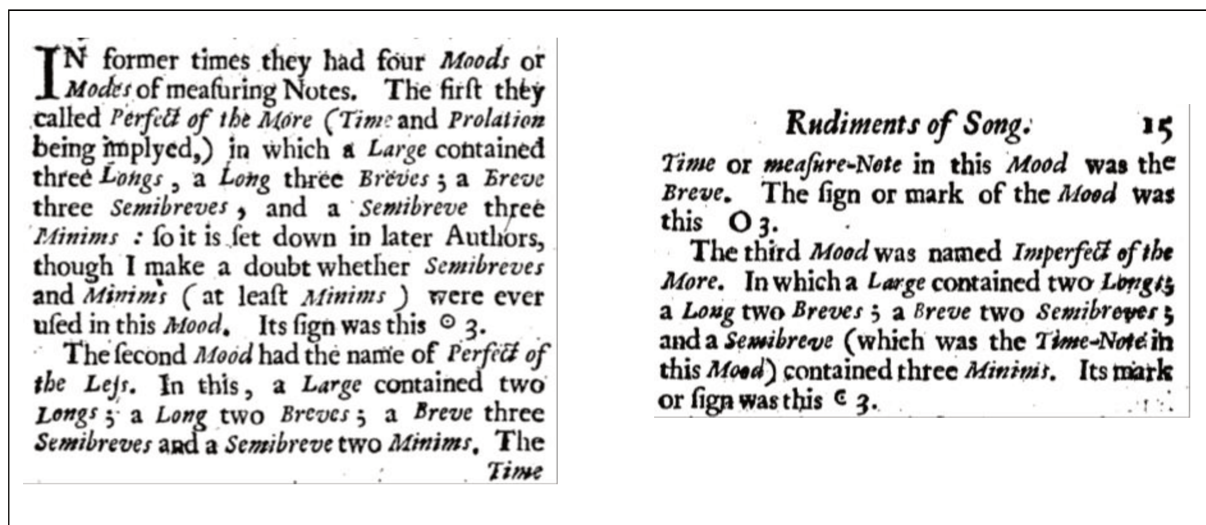 IN former times they had four Moods or
Modes of meaſuring Notes. The firſt they
called Perfect of the More (Time and Prolation
being implyed,) in which a Large contained
three Longs, a Long three Breves; a Breve
three Semibreves, and a Semibreve three
Minims: ſo it is ſet down in later Authors,
though I make a doubt whether Semibreves
and Minims (at leaſt Minims) were ever
uſed in this Mood. Its ſign was this ʘ 3.
The ſecond Mood had the name of Perfect of
the Leſs. In this, a Large contained two
Longs; a Long two Breves; a Breve three
Semibreves and a Semibreve two Minims. The
Time
Rudiments of Song. 15
Time or meaſure-Note in this Mood was the
Breve. The ſign or mark of the Mood was
this O 3.
The third Mood was named Imperfect of the
More. In which a Large contained two Longs;
a Long two Breves; a Breve two Semibreves;
and a Semibreve (which was the Time-Note in
this Mood) contained three Minims. Its mark
or ſign was this ͼ 3.